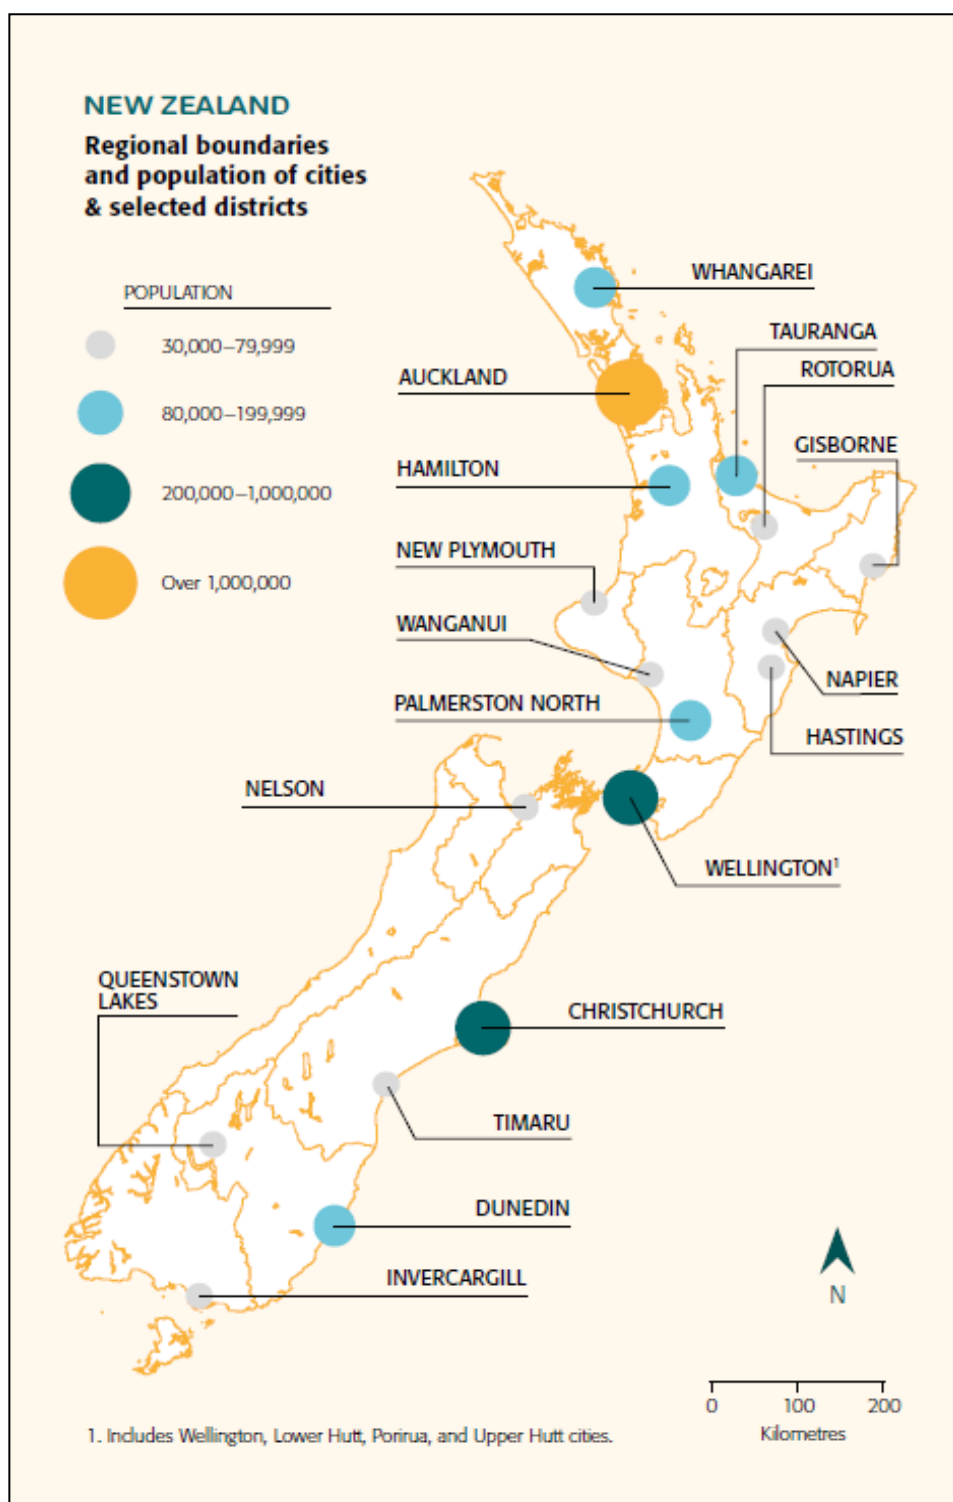 NEW ZEALAND
Regional boundaries
and population of cities
& selected districts
POPULATION
30,000–79,999
80,000–199,999
200,000–1,000,000
Over 1,000,000
WHANGAREI
TAURANGA
AUCKLAND
ROTORUA
GISBORNE
HAMILTON
NEW PLYMOUTH
WANGANUI
NAPIER
PALMERSTON NORTH
HASTINGS
NELSON
WELLINGTON¹
QUEENSTOWN
LAKES
CHRISTCHURCH
TIMARU
DUNEDIN
INVERCARGILL
N
0 100 200
Kilometres
1. Includes Wellington, Lower Hutt, Porirua, and Upper Hutt cities.